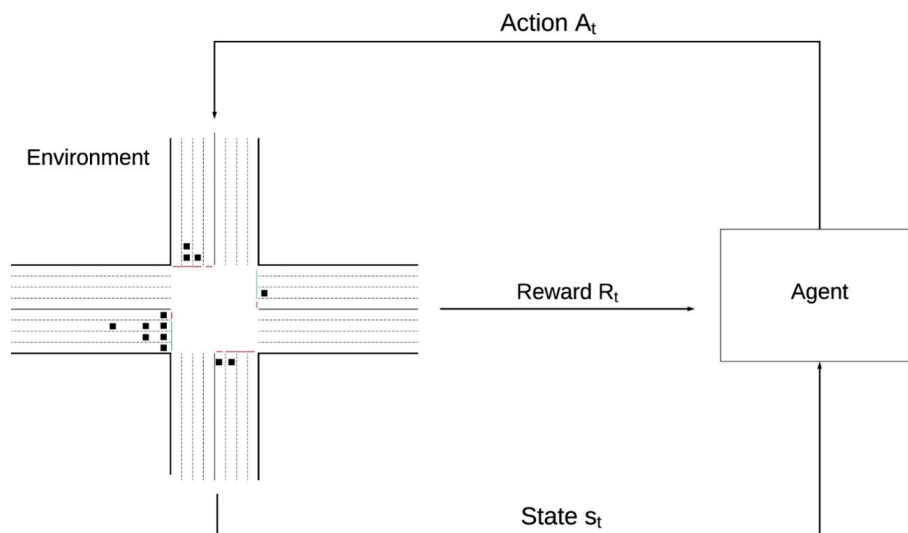 Action Aₜ
Environment
Reward Rₜ
Agent
State sₜ